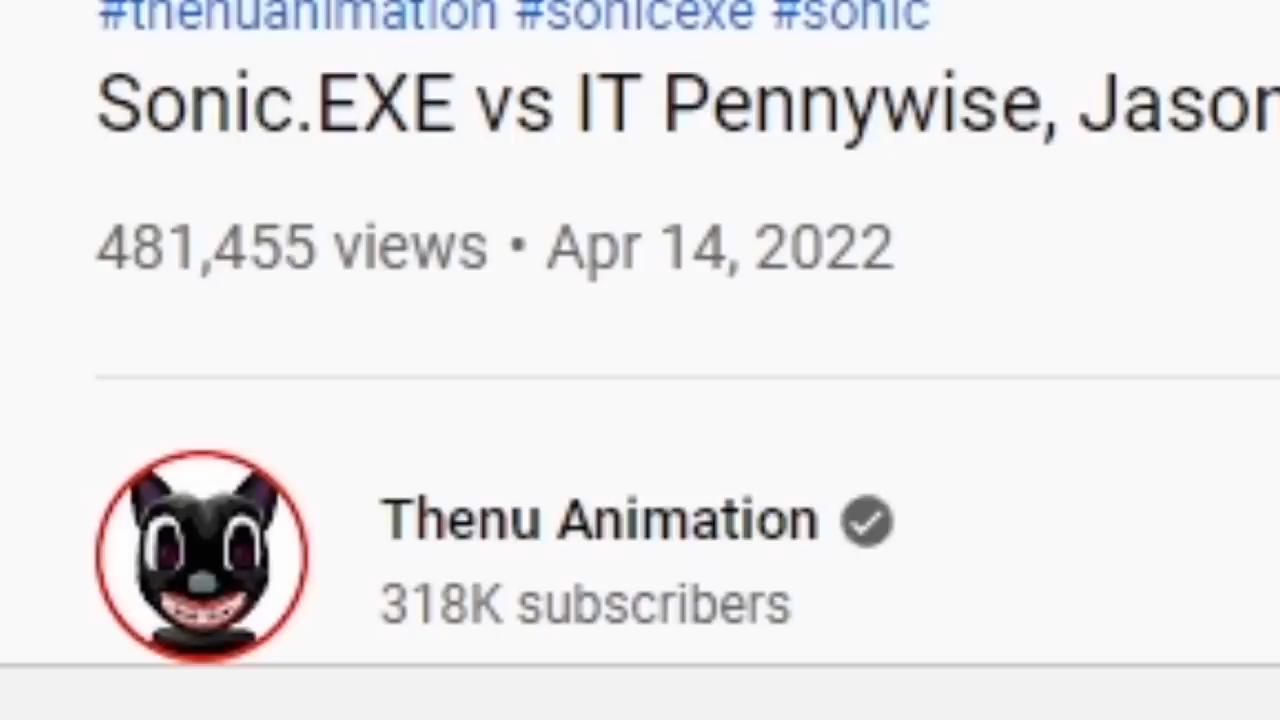 #thenuanimation #sonicexe #sonic
Sonic.EXE vs IT Pennywise, Jason
481,455 views • Apr 14, 2022
Thenu Animation
318K subscribers